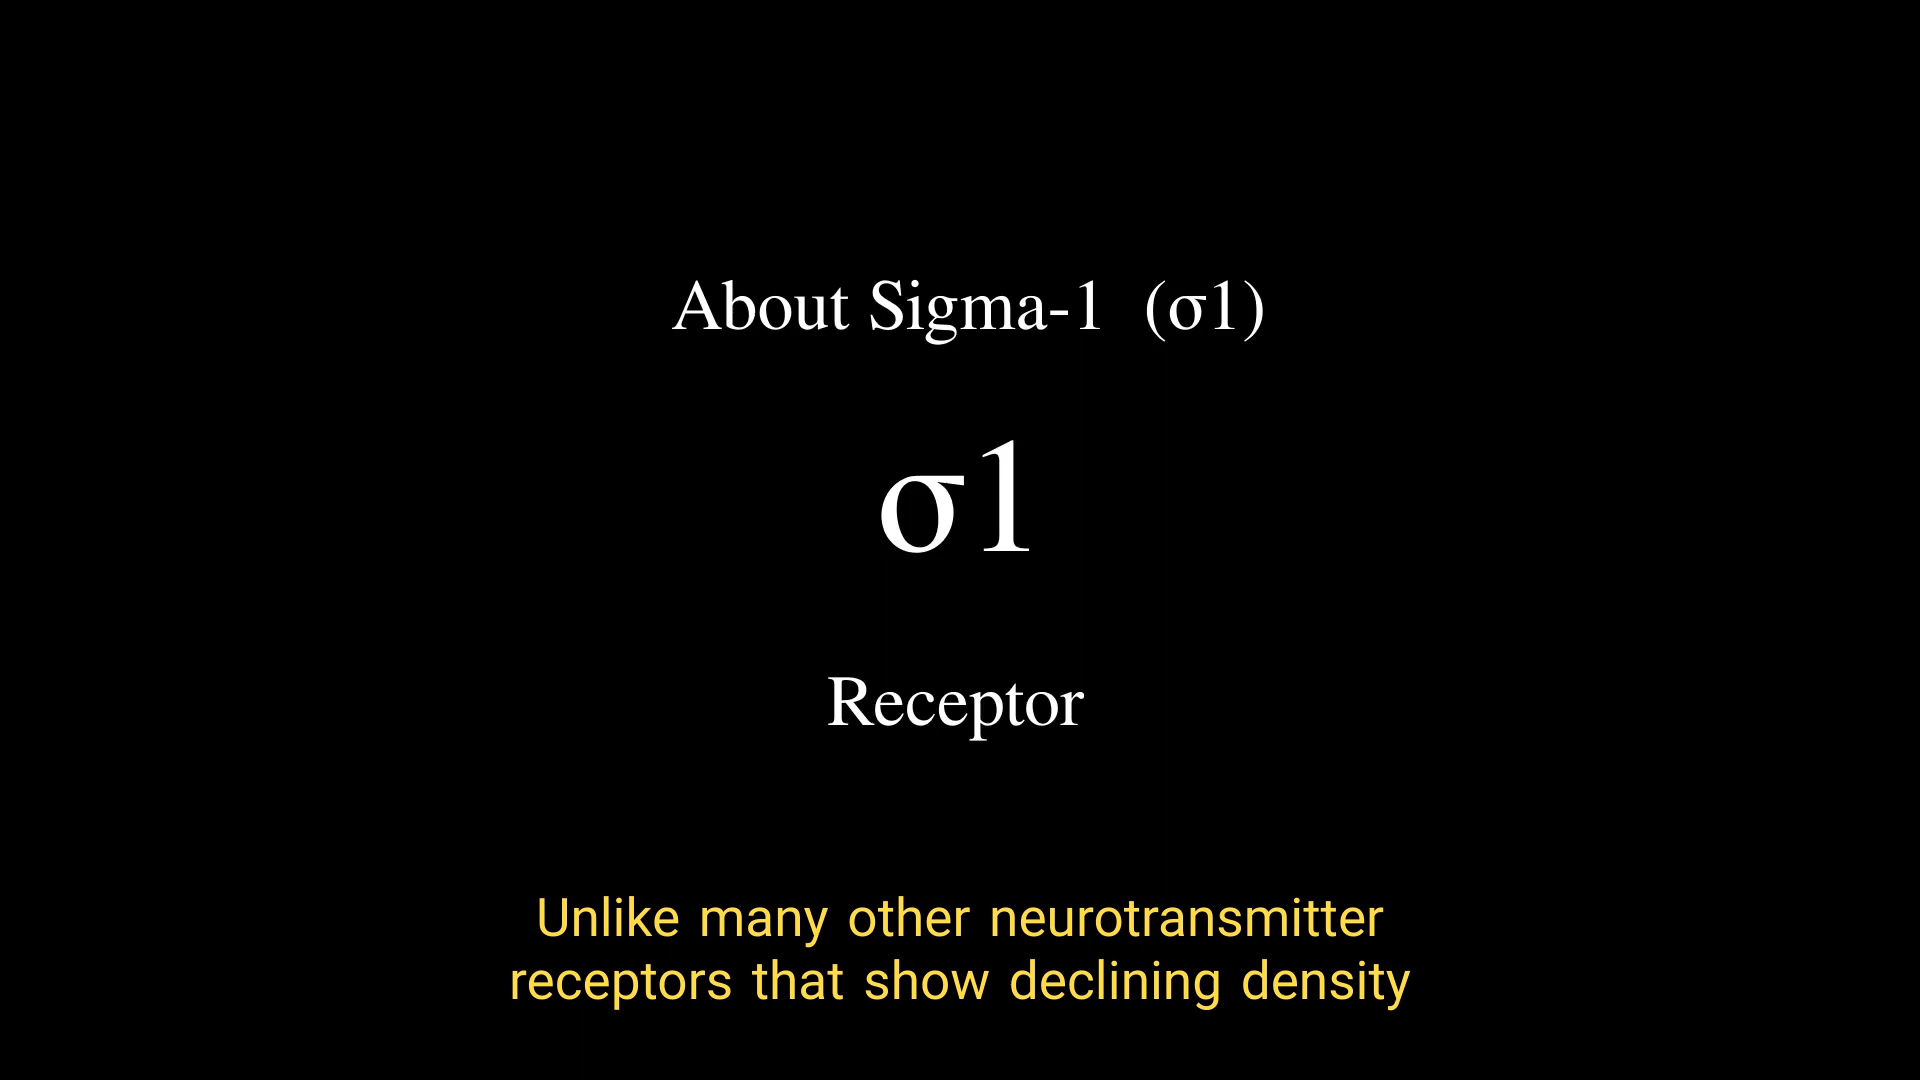 About Sigma-1 (σ1)
σ1
Receptor
Unlike many other neurotransmitter
receptors that show declining density